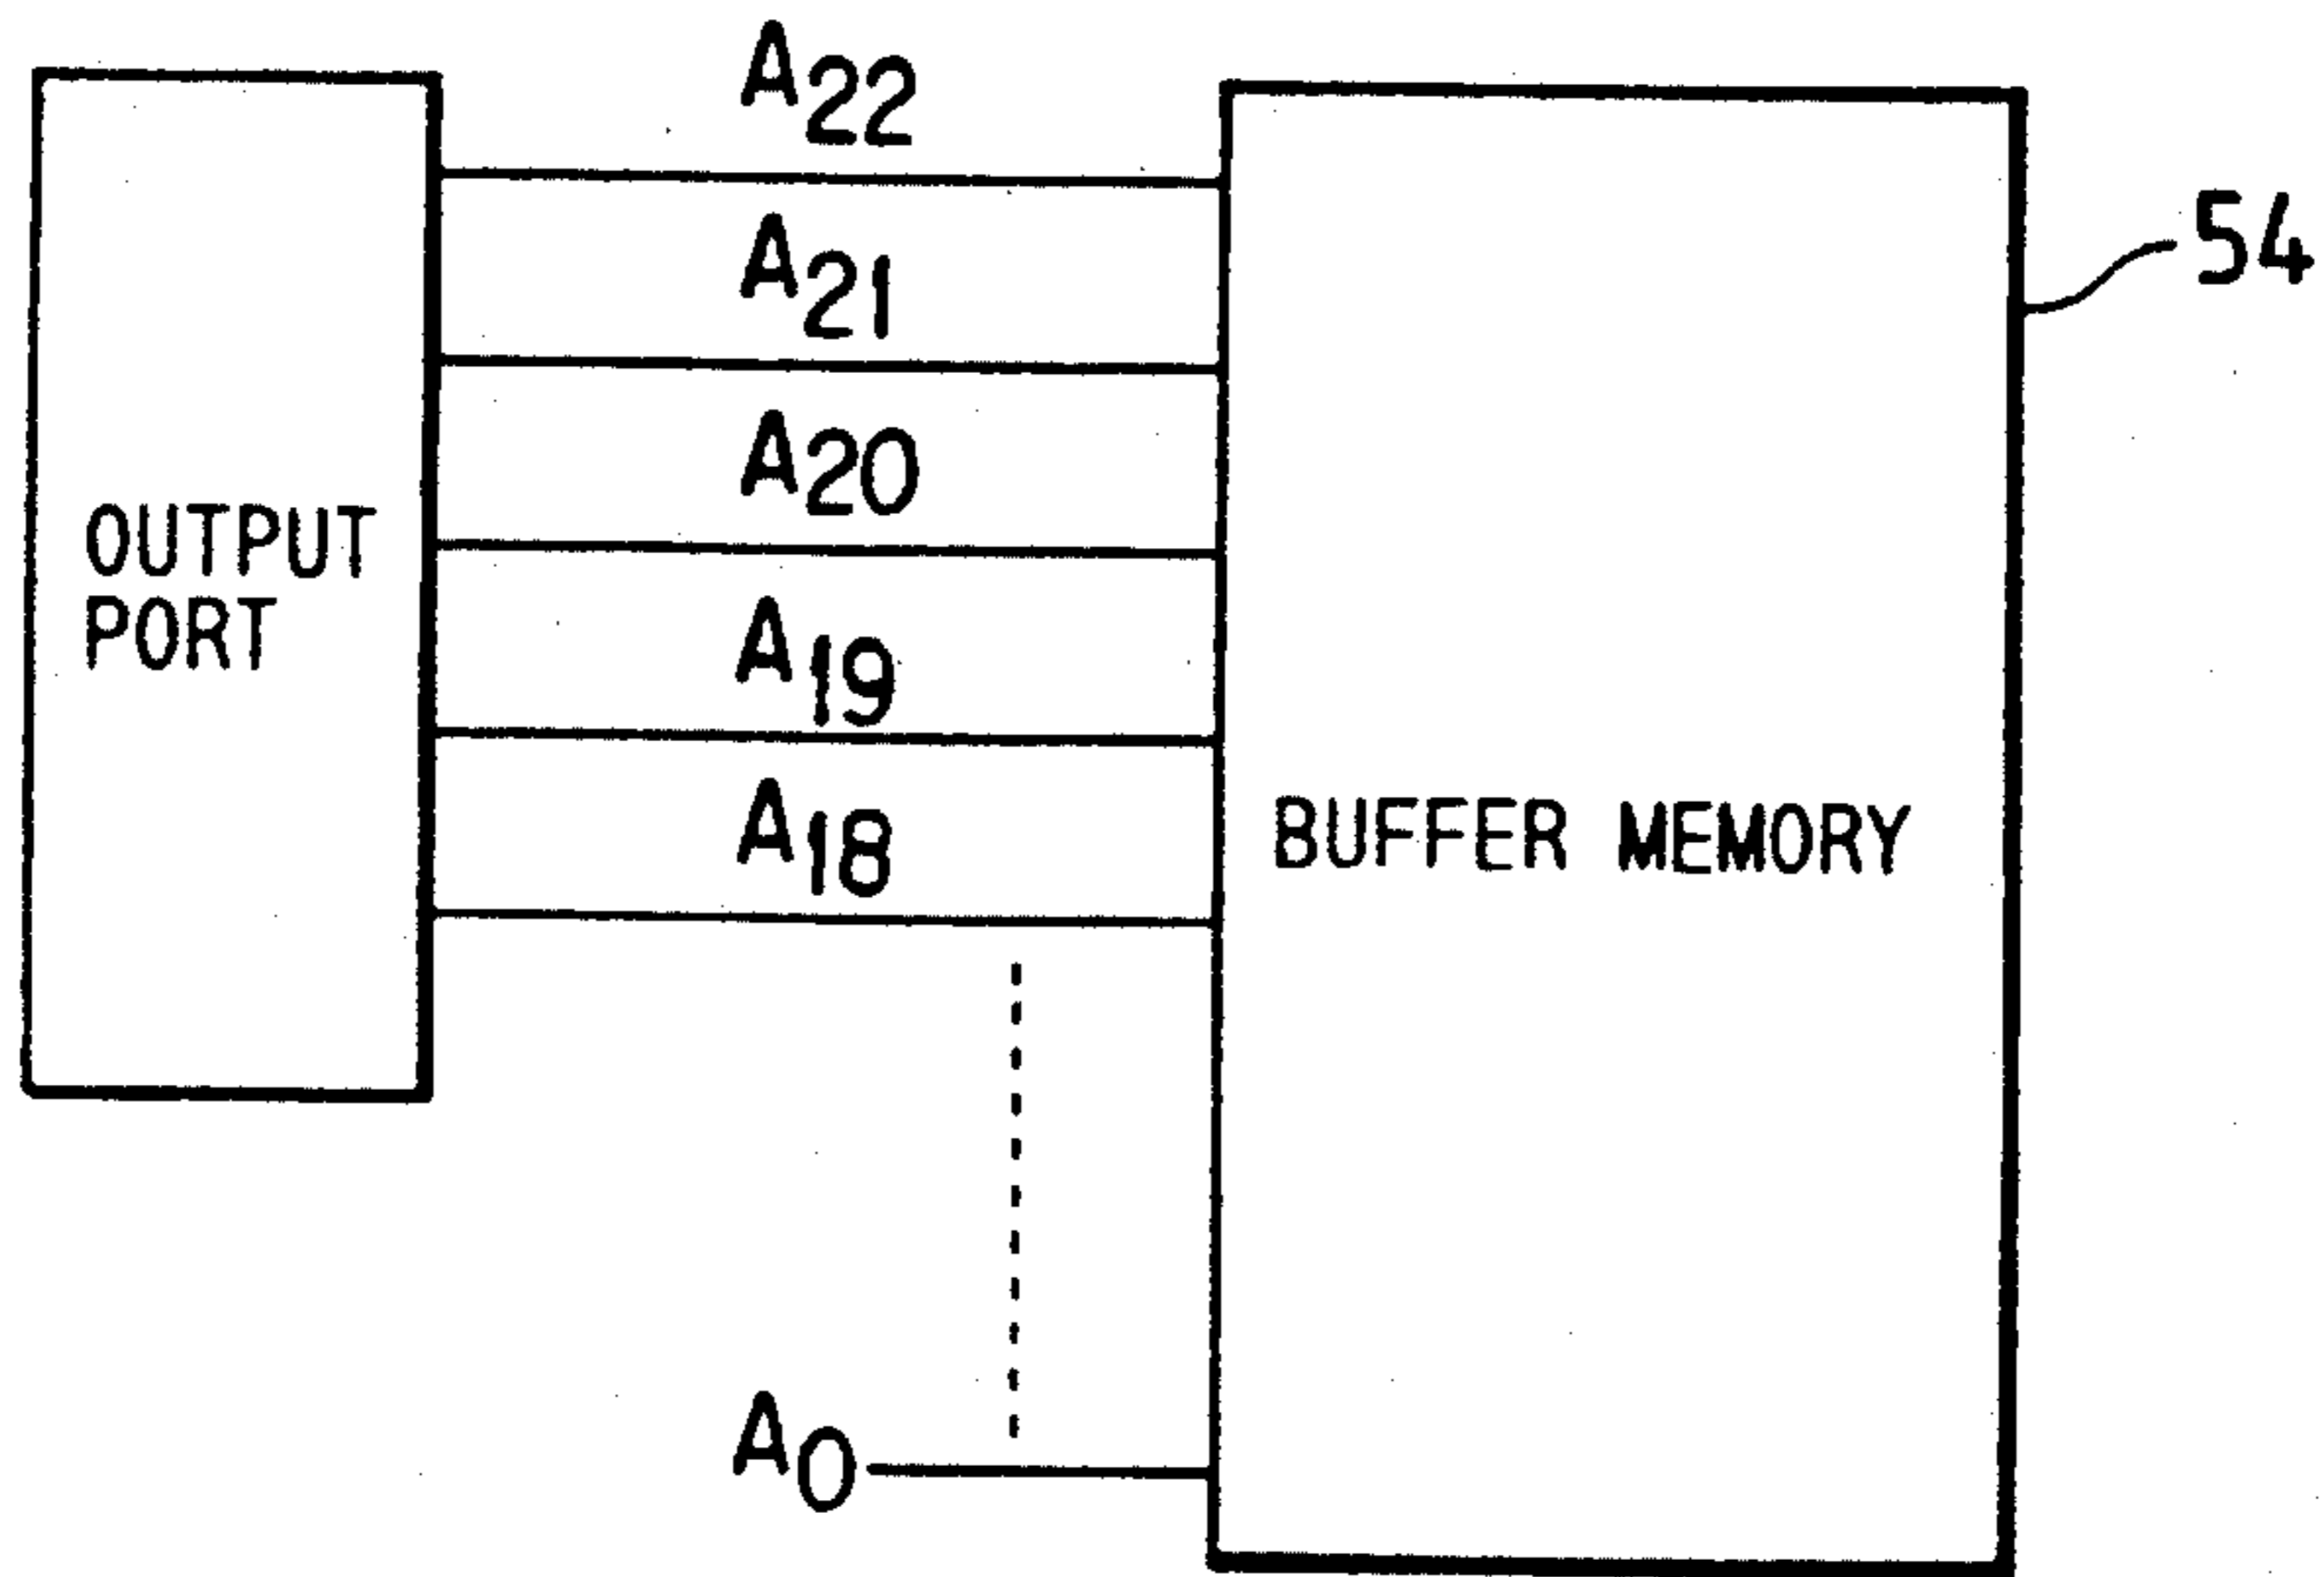 A22
A21
54
A20
OUTPUT
PORT
A19
A18
BUFFER MEMORY
A0